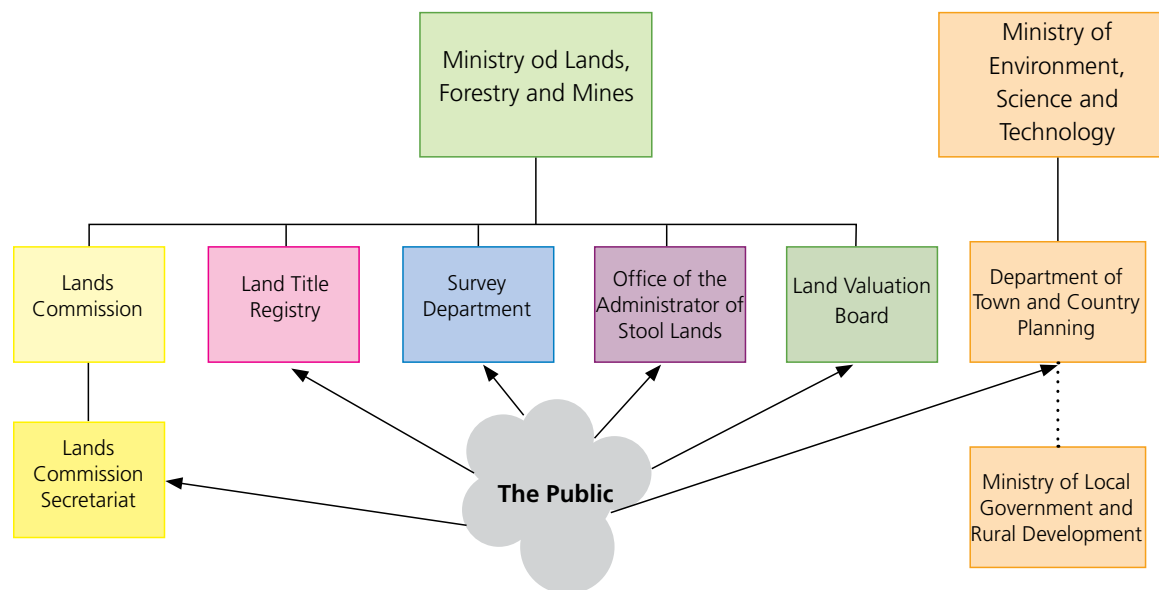 Ministry od Lands,
Forestry and Mines
Ministry of
Environment,
Science and
Technology
Lands
Commission
Land Title
Registry
Survey
Department
Office of the
Administrator of
Stool Lands
Land Valuation
Board
Department of
Town and Country
Planning
Lands
Commission
Secretariat
The Public
Ministry of Local
Government and
Rural Development